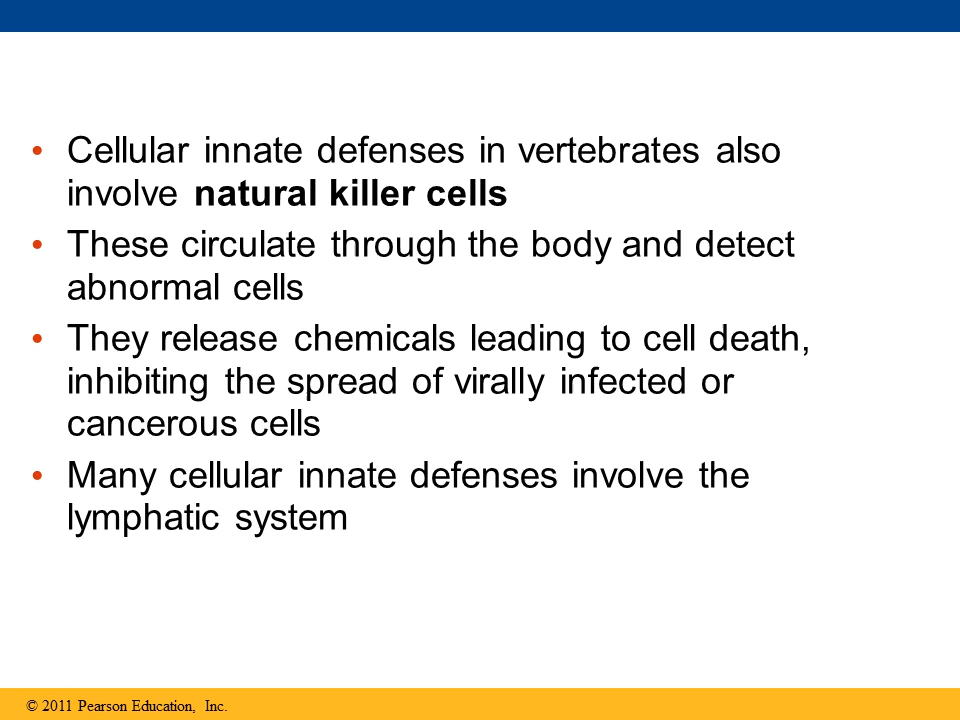 • Cellular innate defenses in vertebrates also
involve natural killer cells
• These circulate through the body and detect
abnormal cells
• They release chemicals leading to cell death,
inhibiting the spread of virally infected or
cancerous cells
• Many cellular innate defenses involve the
lymphatic system
© 2011 Pearson Education, Inc.